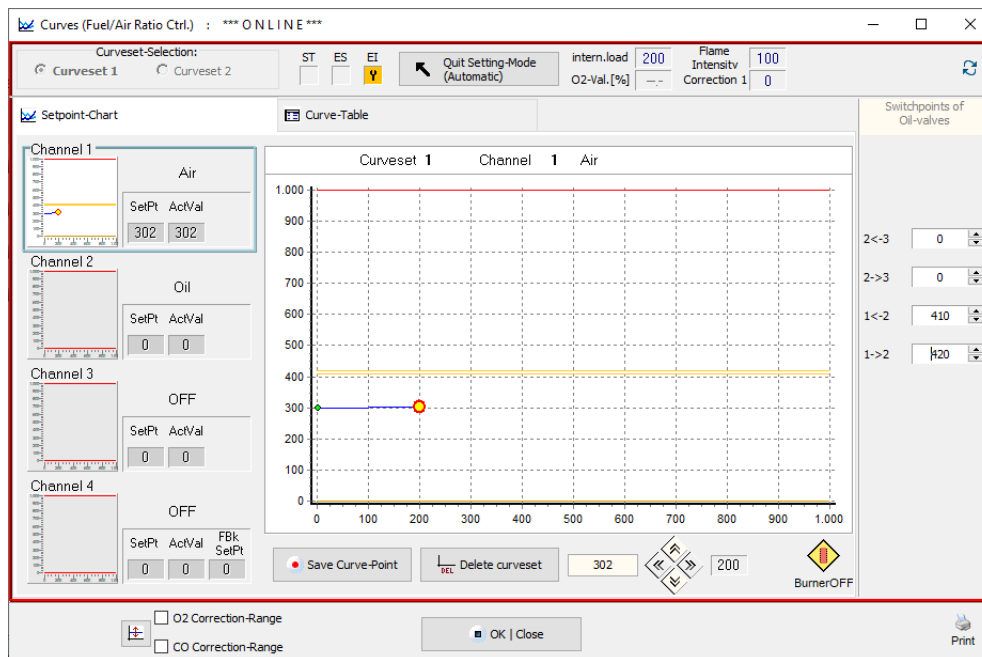 Curves (Fuel/Air Ratio Ctrl.) : *** O N L I N E ***
Curveset-Selection:
Curveset 1
Curveset 2
ST ES EI
Quit Setting-Mode
(Automatic)
intern.load 200
O2-Val.[%] --.-
Flame
Intensity 100
Correction 1 0
Setpoint-Chart
Curve-Table
Switchpoints of
Oil-valves
Channel 1
Air
SetPt ActVal
302 302
Channel 2
Oil
SetPt ActVal
0 0
Channel 3
OFF
SetPt ActVal
0 0
Channel 4
OFF
SetPt ActVal FBk
SetPt
0 0 0
Curveset 1 Channel 1 Air
1.000
900
800
700
600
500
400
300
200
100
0
0 100 200 300 400 500 600 700 800 900 1.000
2<-3 0
2->3 0
1<-2 410
1->2 420
Save Curve-Point
DEL Delete curveset
302
200
BurnerOFF
O2 Correction-Range
CO Correction-Range
OK | Close
Print